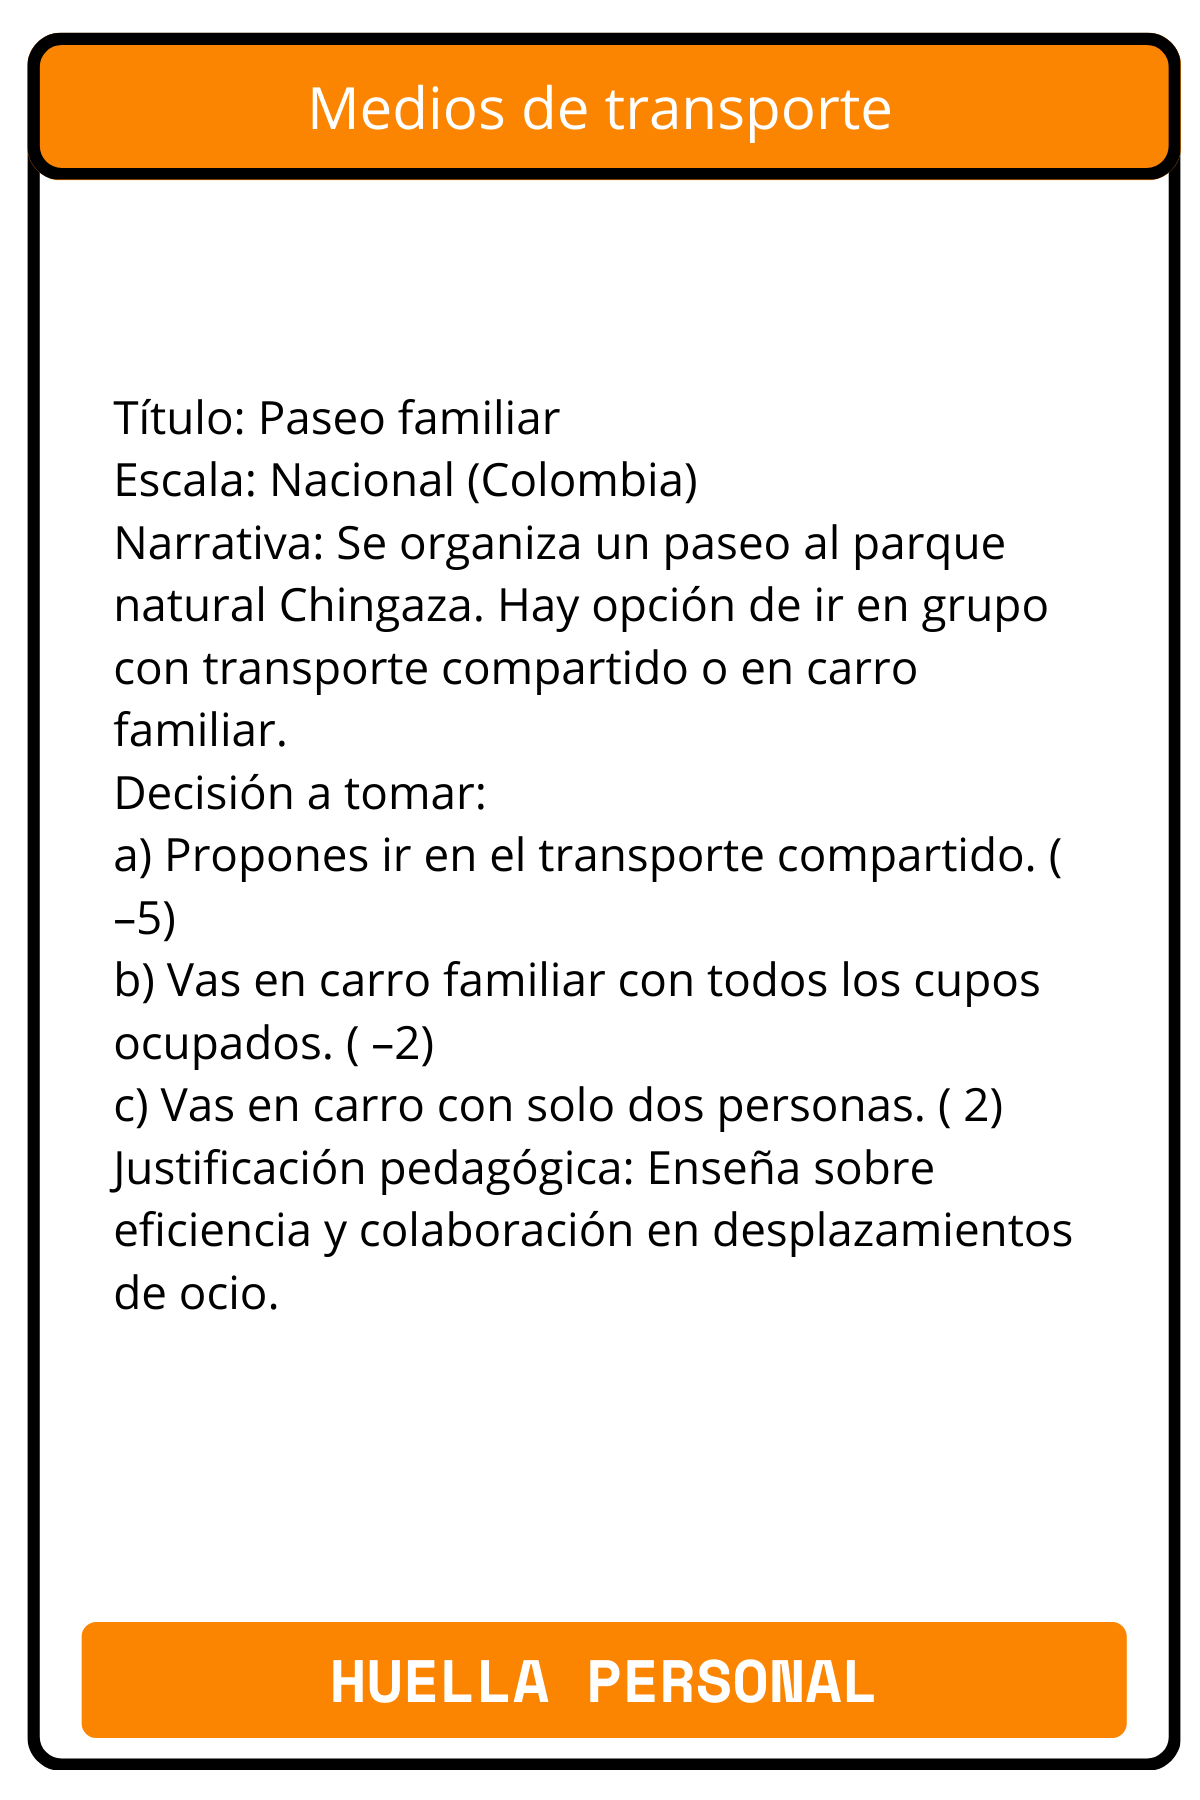 Medios de transporte
Título: Paseo familiar
Escala: Nacional (Colombia)
Narrativa: Se organiza un paseo al parque
natural Chingaza. Hay opción de ir en grupo
con transporte compartido o en carro
familiar.
Decisión a tomar:
a) Propones ir en el transporte compartido. (
–5)
b) Vas en carro familiar con todos los cupos
ocupados. ( –2)
c) Vas en carro con solo dos personas. ( 2)
Justificación pedagógica: Enseña sobre
eficiencia y colaboración en desplazamientos
de ocio.
HUELLA PERSONAL